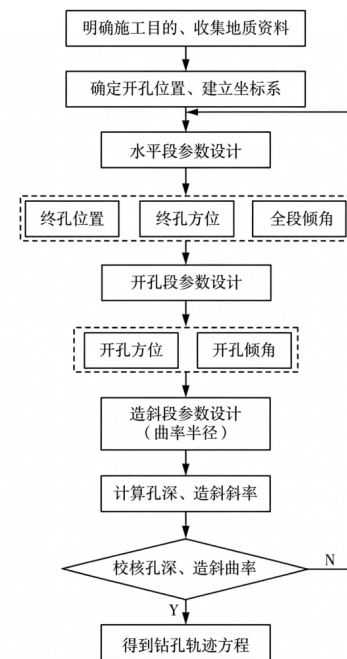 明确施工目的、收集地质资料
确定开孔位置、建立坐标系
水平段参数设计
终孔位置 终孔方位 全段倾角
开孔段参数设计
开孔方位 开孔倾角
造斜段参数设计
（曲率半径）
计算孔深、造斜斜率
校核孔深、造斜曲率
N
Y
得到钻孔轨迹方程